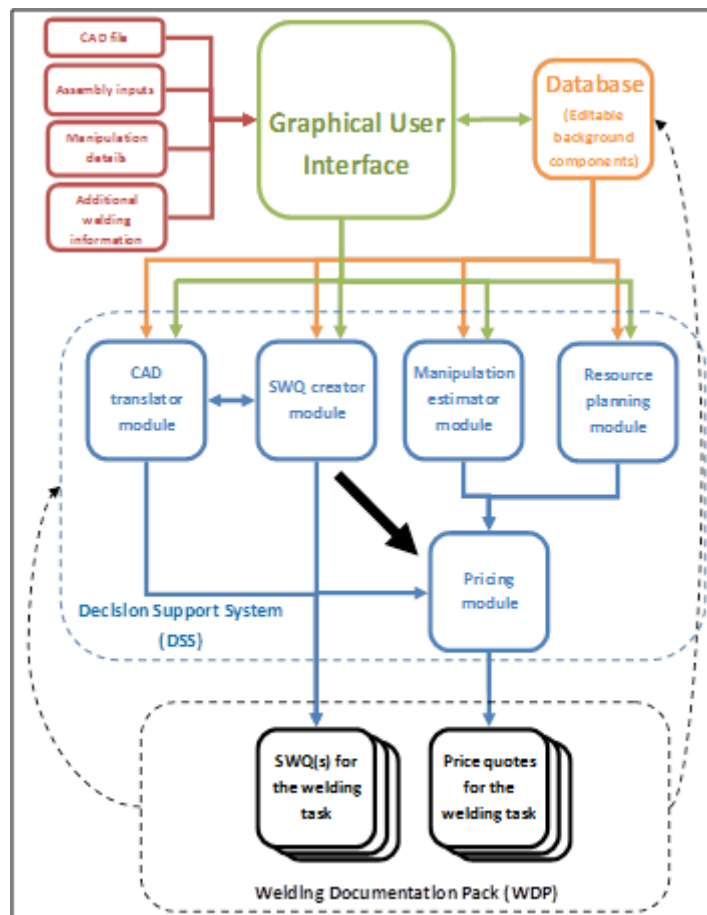 CAD file
Assembly inputs
Manipulation
details
Additional
welding
information
Graphical User
Interface
Database
(Editable
background
components)
CAD
translator
module
SWQ creator
module
Manipulation
estimator
module
Resource
planning
module
Pricing
module
Decision Support System
(DSS)
SWQ(s) for
the welding
task
Price quotes
for the
welding task
Welding Documentation Pack (WDP)